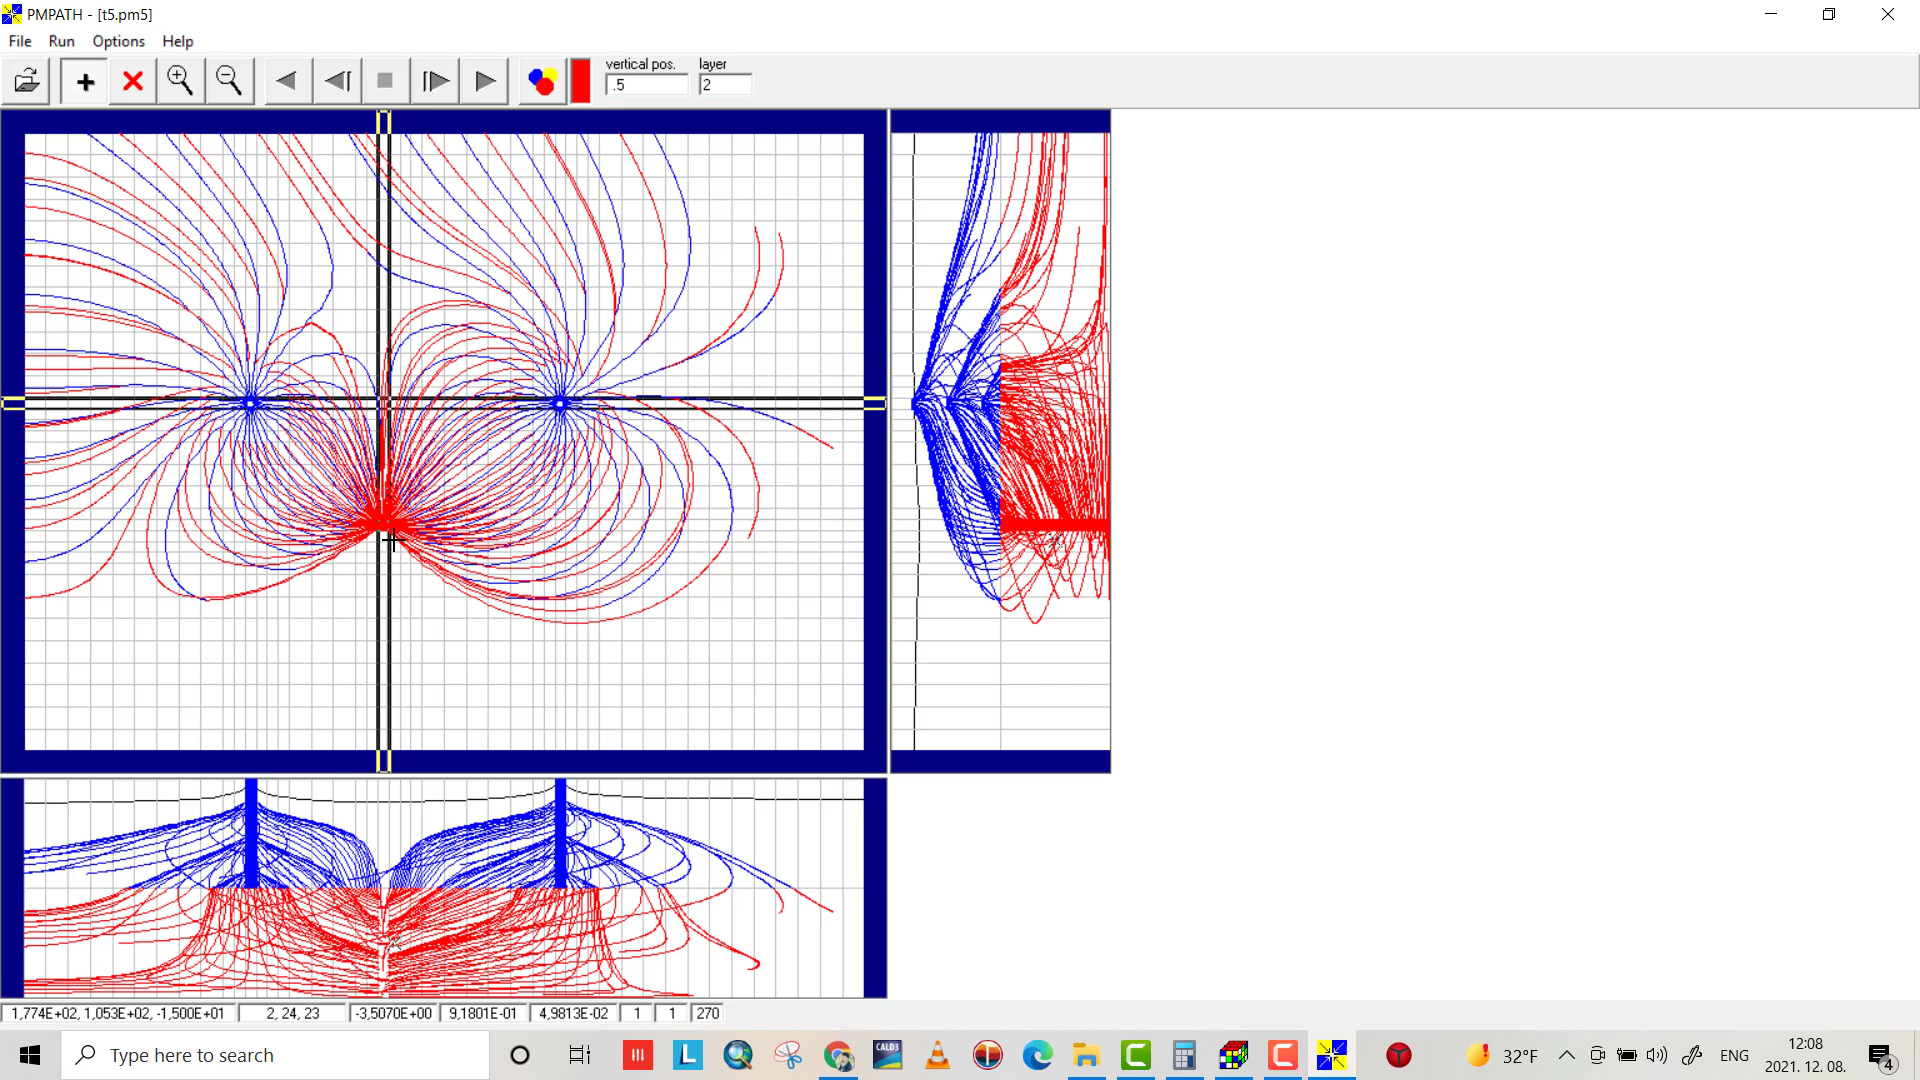 PMPATH - [t5.pm5]
File Run Options Help
vertical pos. layer
.5 2
1,774E+02, 1,053E+02, -1,500E+01 2, 24, 23 -3,5070E+00 9,1801E-01 4,9813E-02 1 1 270
Type here to search
L
CALD3
C
C
32°F
ENG
12:08
2021. 12. 08.
4